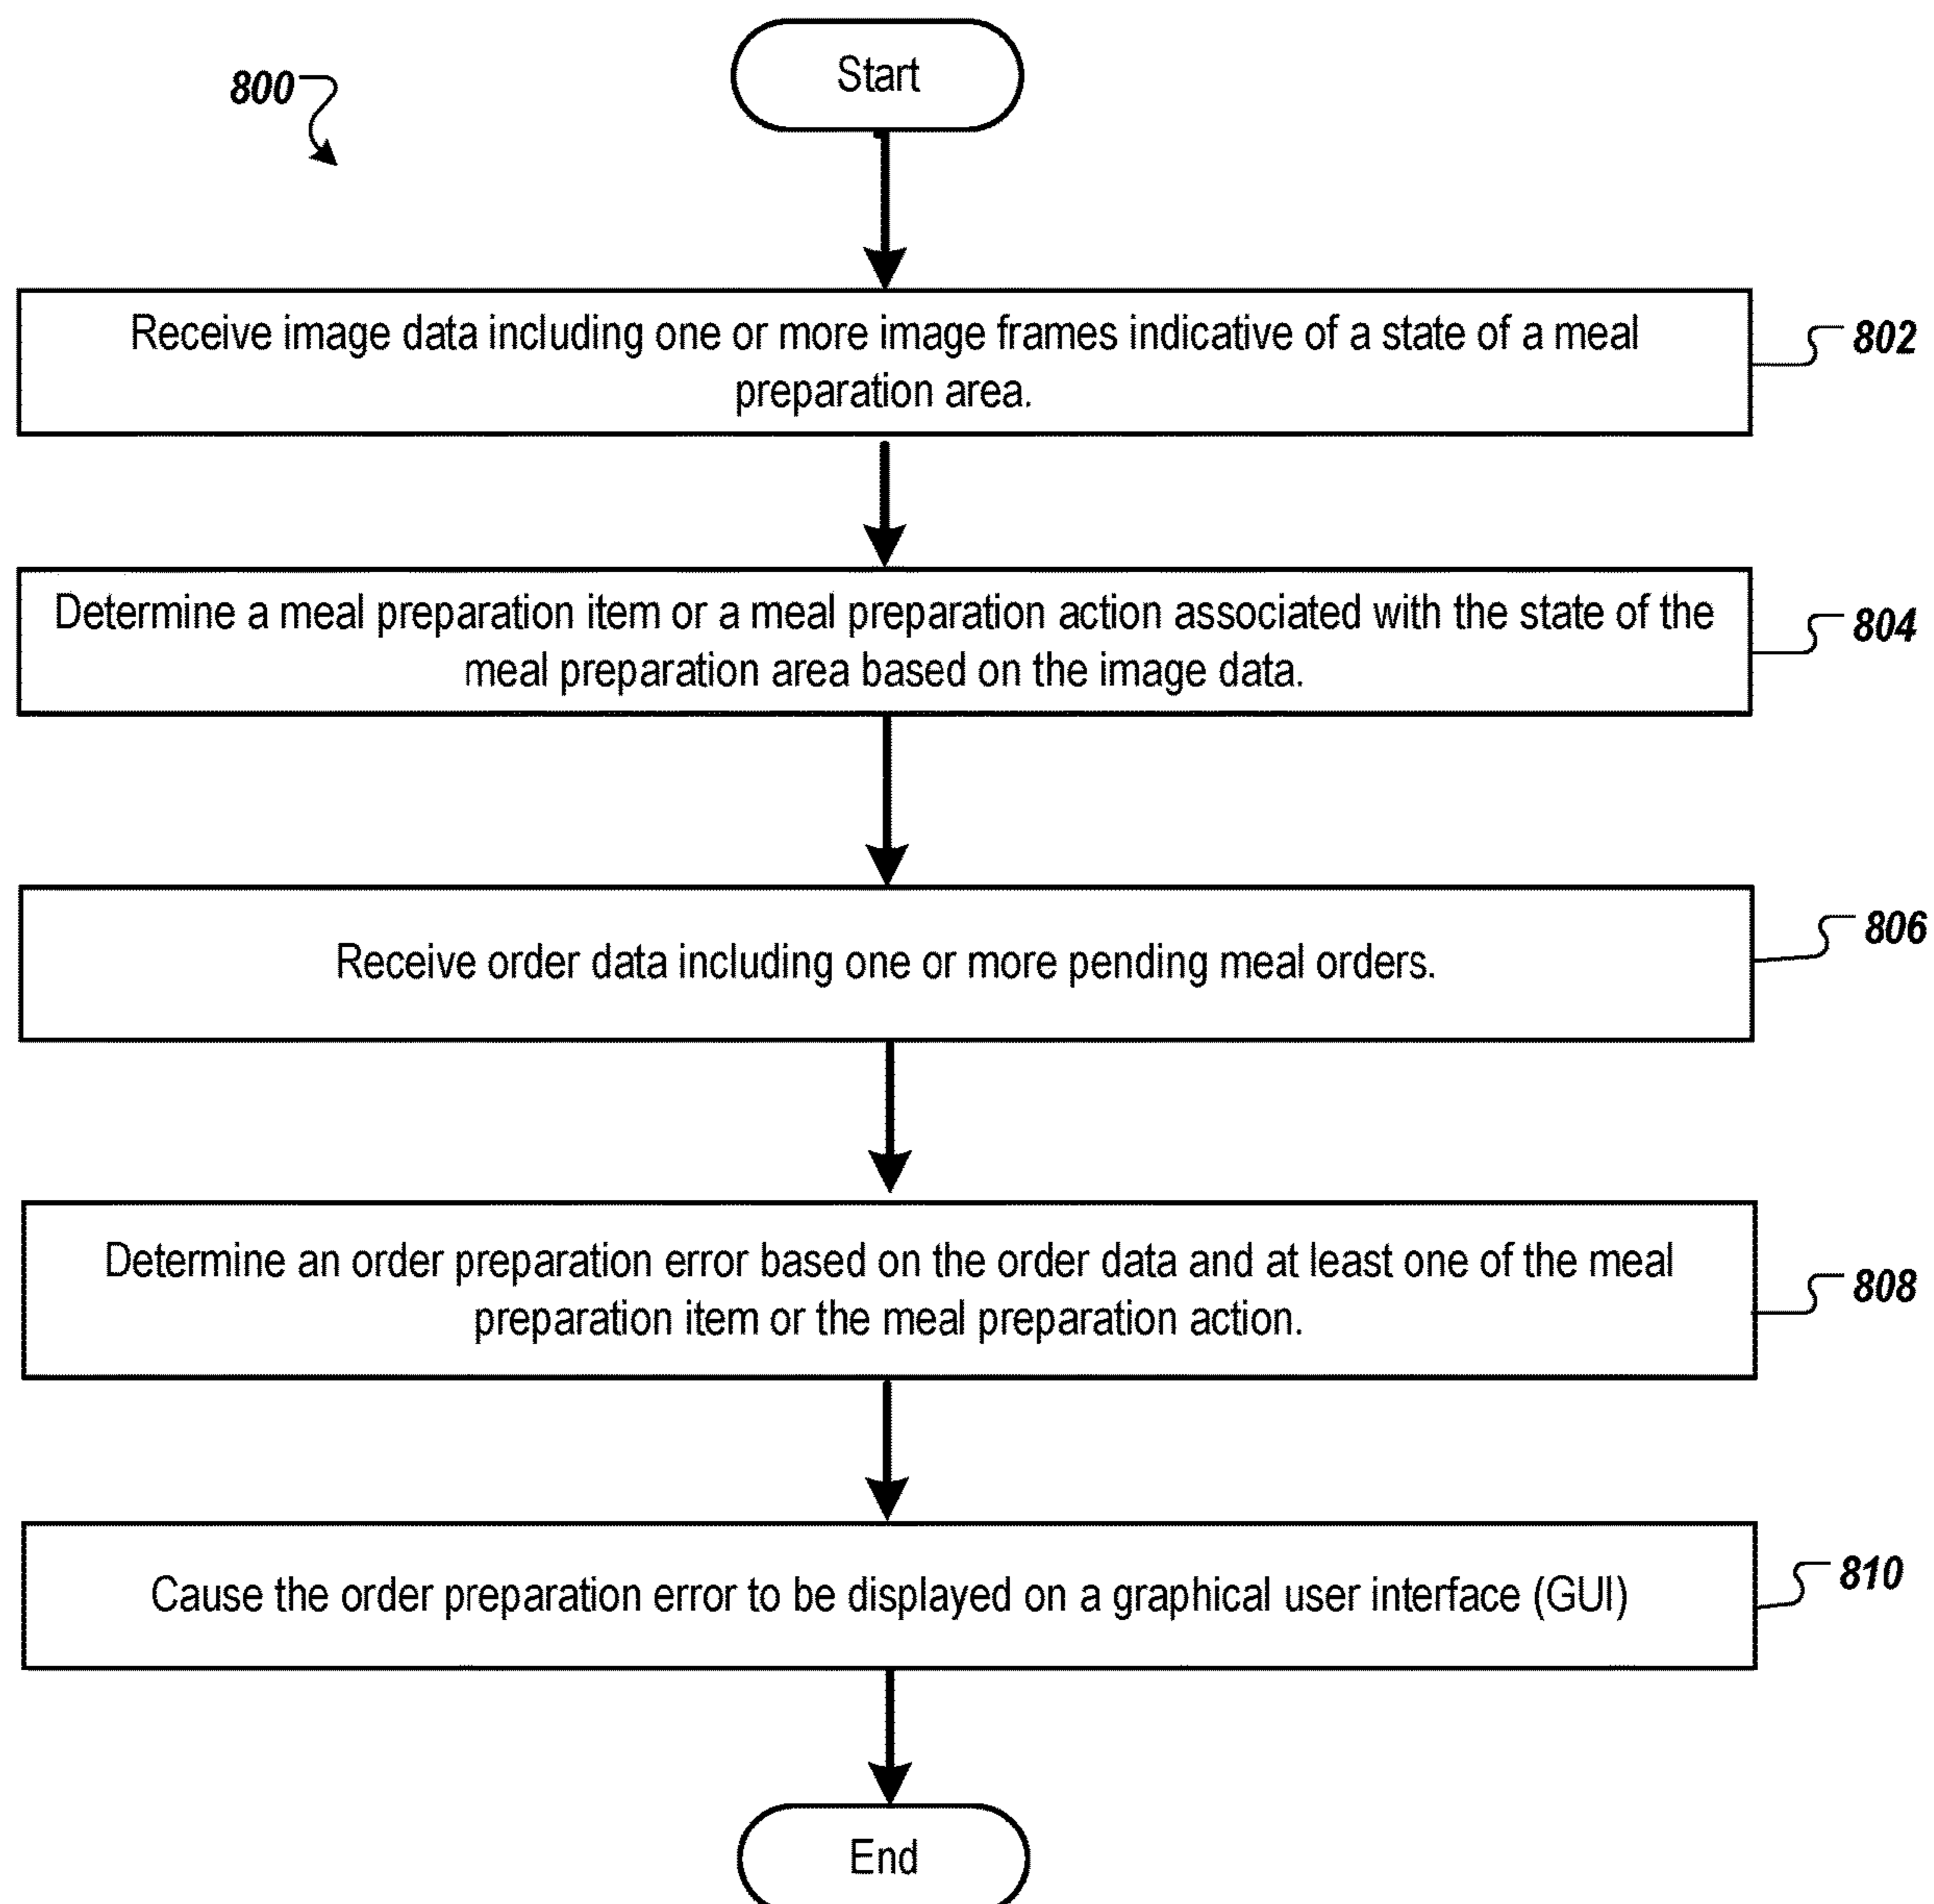 800
Start
Receive image data including one or more image frames indicative of a state of a meal
preparation area.
802
Determine a meal preparation item or a meal preparation action associated with the state of the
meal preparation area based on the image data.
804
Receive order data including one or more pending meal orders.
806
Determine an order preparation error based on the order data and at least one of the meal
preparation item or the meal preparation action.
808
Cause the order preparation error to be displayed on a graphical user interface (GUI)
810
End